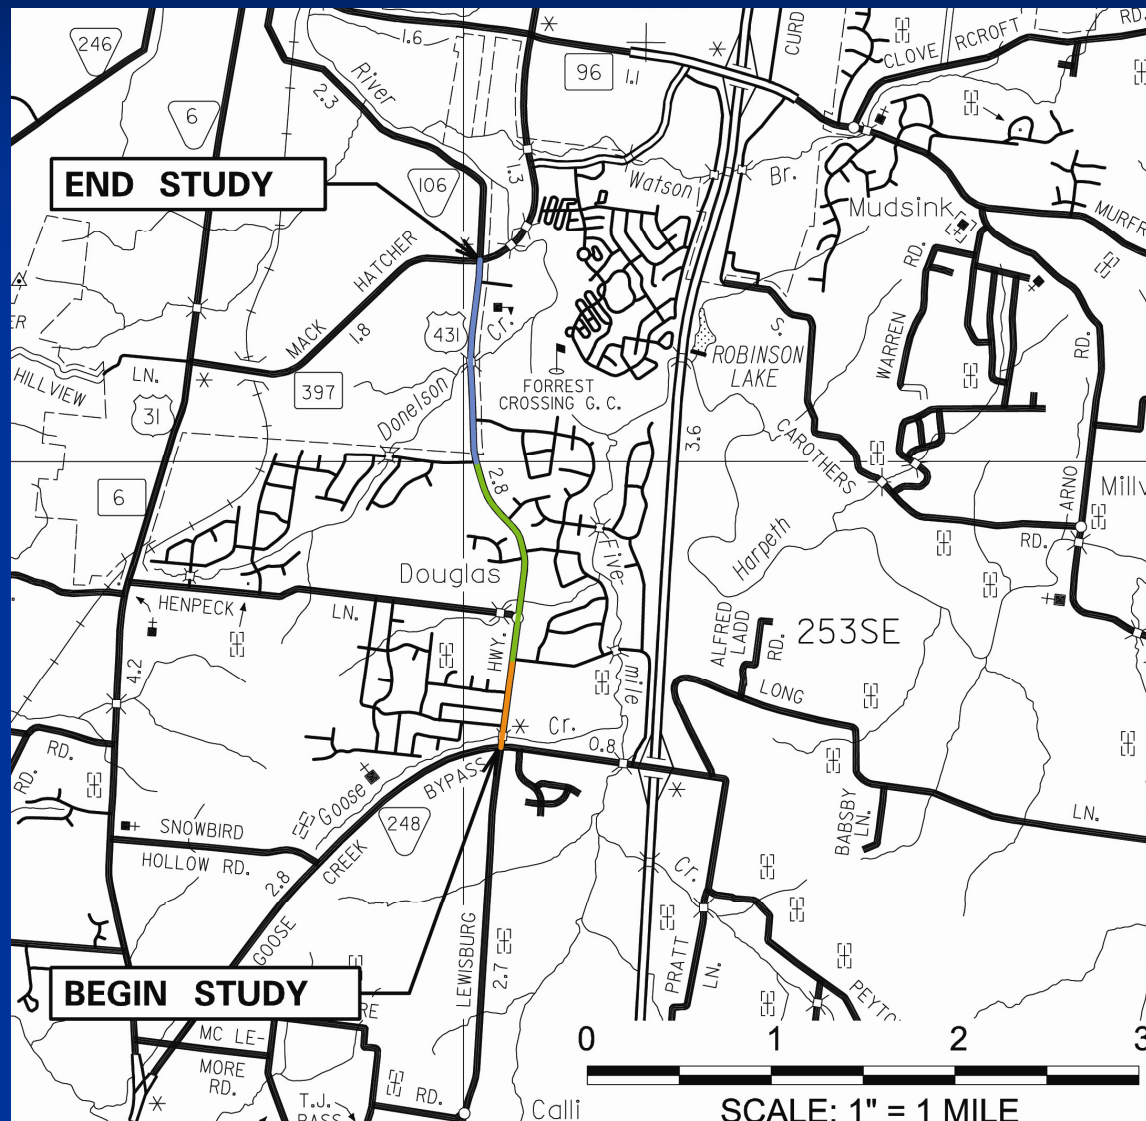 246
1.6
96
1.1
CURD
CLOVERCROFT
RD.
6
2.3
River
1.3
END STUDY
106
Watson
Br.
Mudsink
MURFR
HATCHER
MACK
1.8
431
Cr.
S.
RD.
WARREN
RD.
ER
HILLVIEW
LN.
31
397
Donelson
FORREST
CROSSING G. C.
ROBINSON
LAKE
3.6
CAROTHERS
6
2.8
ARNO
Millv
Harpeth
RD.
Five
mile
Douglas
HENPECK
LN.
HWY.
ALFRED
LADD
RD.
253SE
LONG
4.2
Cr.
0.8
RD.
RD.
Goose
BYPASS
248
CREEK
GOOSE
2.8
SNOWBIRD
HOLLOW RD.
BABSBY
LN.
LN.
Cr.
LEWISBURG
2.7
PRATT
LN.
PEYTO
BEGIN STUDY
RE
MC LE-
MORE
RD.
T.J.
PASS
RD.
Calli
0 1 2 3
SCALE: 1" = 1 MILE